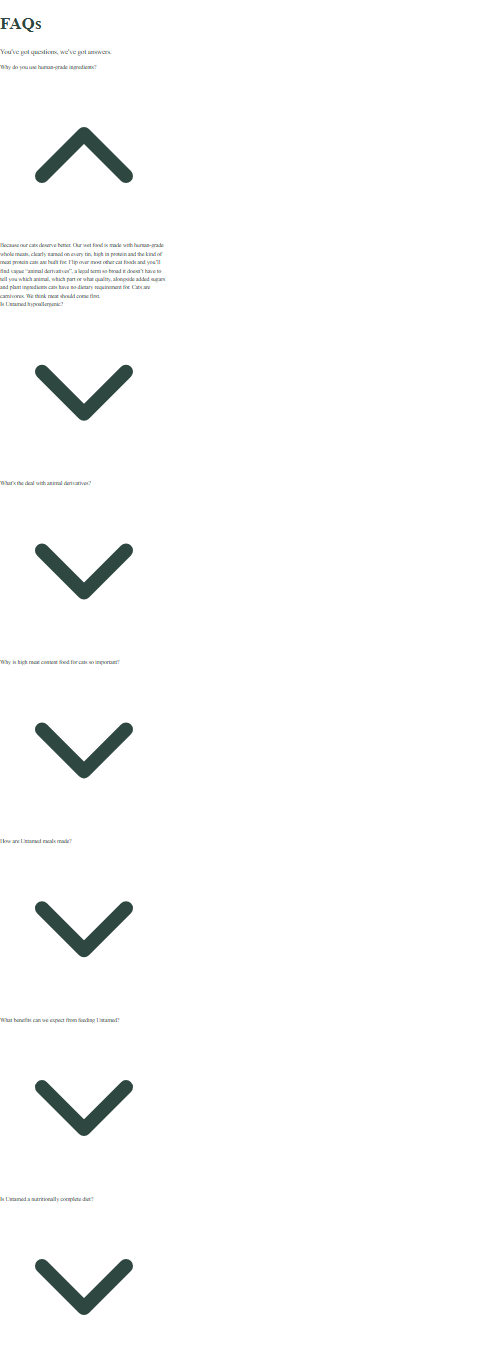 FAQs
You've got questions, we've got answers.
Why do you use human-grade ingredients?
Because our cats deserve better. Our wet food is made with human-grade
whole meats, clearly named on every tin, high in protein and the kind of
meat protein cats are built for. Flip over most other cat foods and you'll
find vague "animal derivatives", a legal term so broad it doesn't have to
tell you which animal, which part or what quality, alongside added sugars
and plant ingredients cats have no dietary requirement for. Cats are
carnivores. We think meat should come first.
Is Untamed hypoallergenic?
What's the deal with animal derivatives?
Why is high meat content food for cats so important?
How are Untamed meals made?
What benefits can we expect from feeding Untamed?
Is Untamed a nutritionally complete diet?